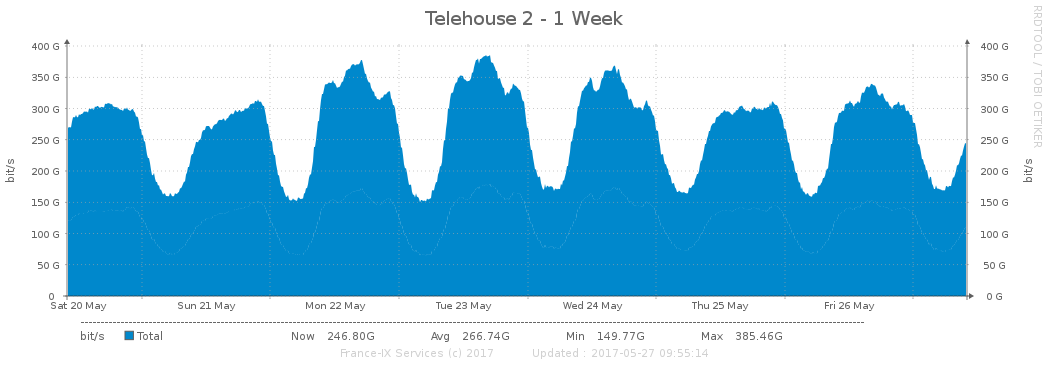 Telehouse 2 - 1 Week
RRDTOOL / TOBI OETIKER
bit/s
400 G
350 G
300 G
250 G
200 G
150 G
100 G
50 G
0
400 G
350 G
300 G
250 G
200 G
150 G
100 G
50 G
0 G
bit/s
Sat 20 May Sun 21 May Mon 22 May Tue 23 May Wed 24 May Thu 25 May Fri 26 May
bit/s Total Now 246.80G Avg 266.74G Min 149.77G Max 385.46G
France-IX Services (c) 2017 Updated : 2017-05-27 09:55:14